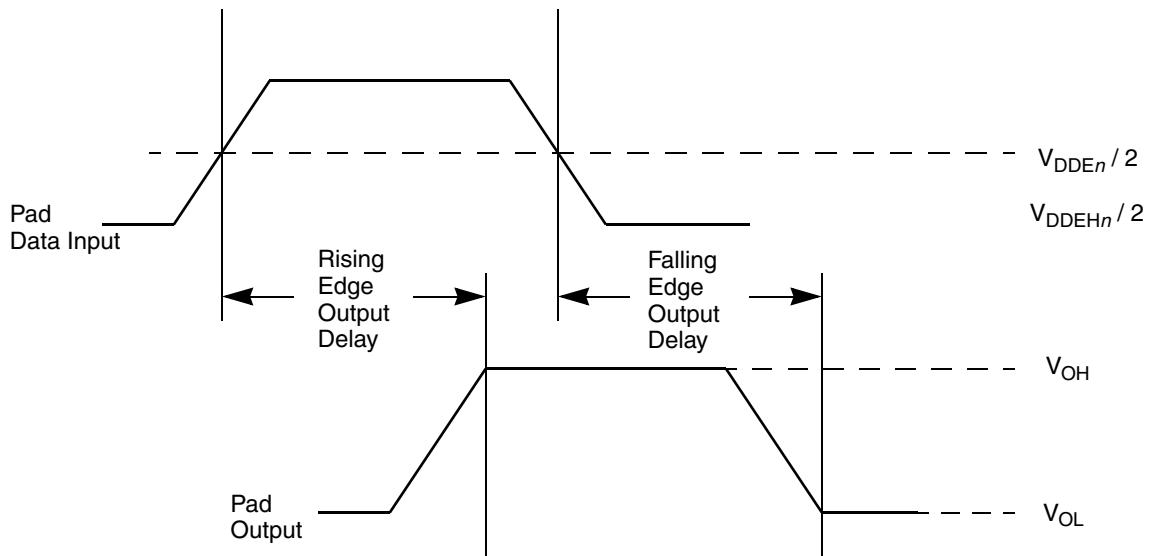 V_DDEn / 2
Pad
Data Input
V_DDEHn / 2
Rising
Edge
Output
Delay
Falling
Edge
Output
Delay
V_OH
Pad
Output
V_OL